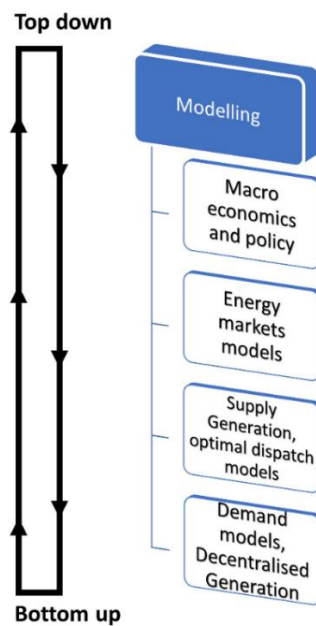 Top down
Modelling
Macro
economics
and policy
Energy
markets
models
Supply
Generation,
optimal dispatch
models
Demand
models,
Decentralised
Generation
Bottom up